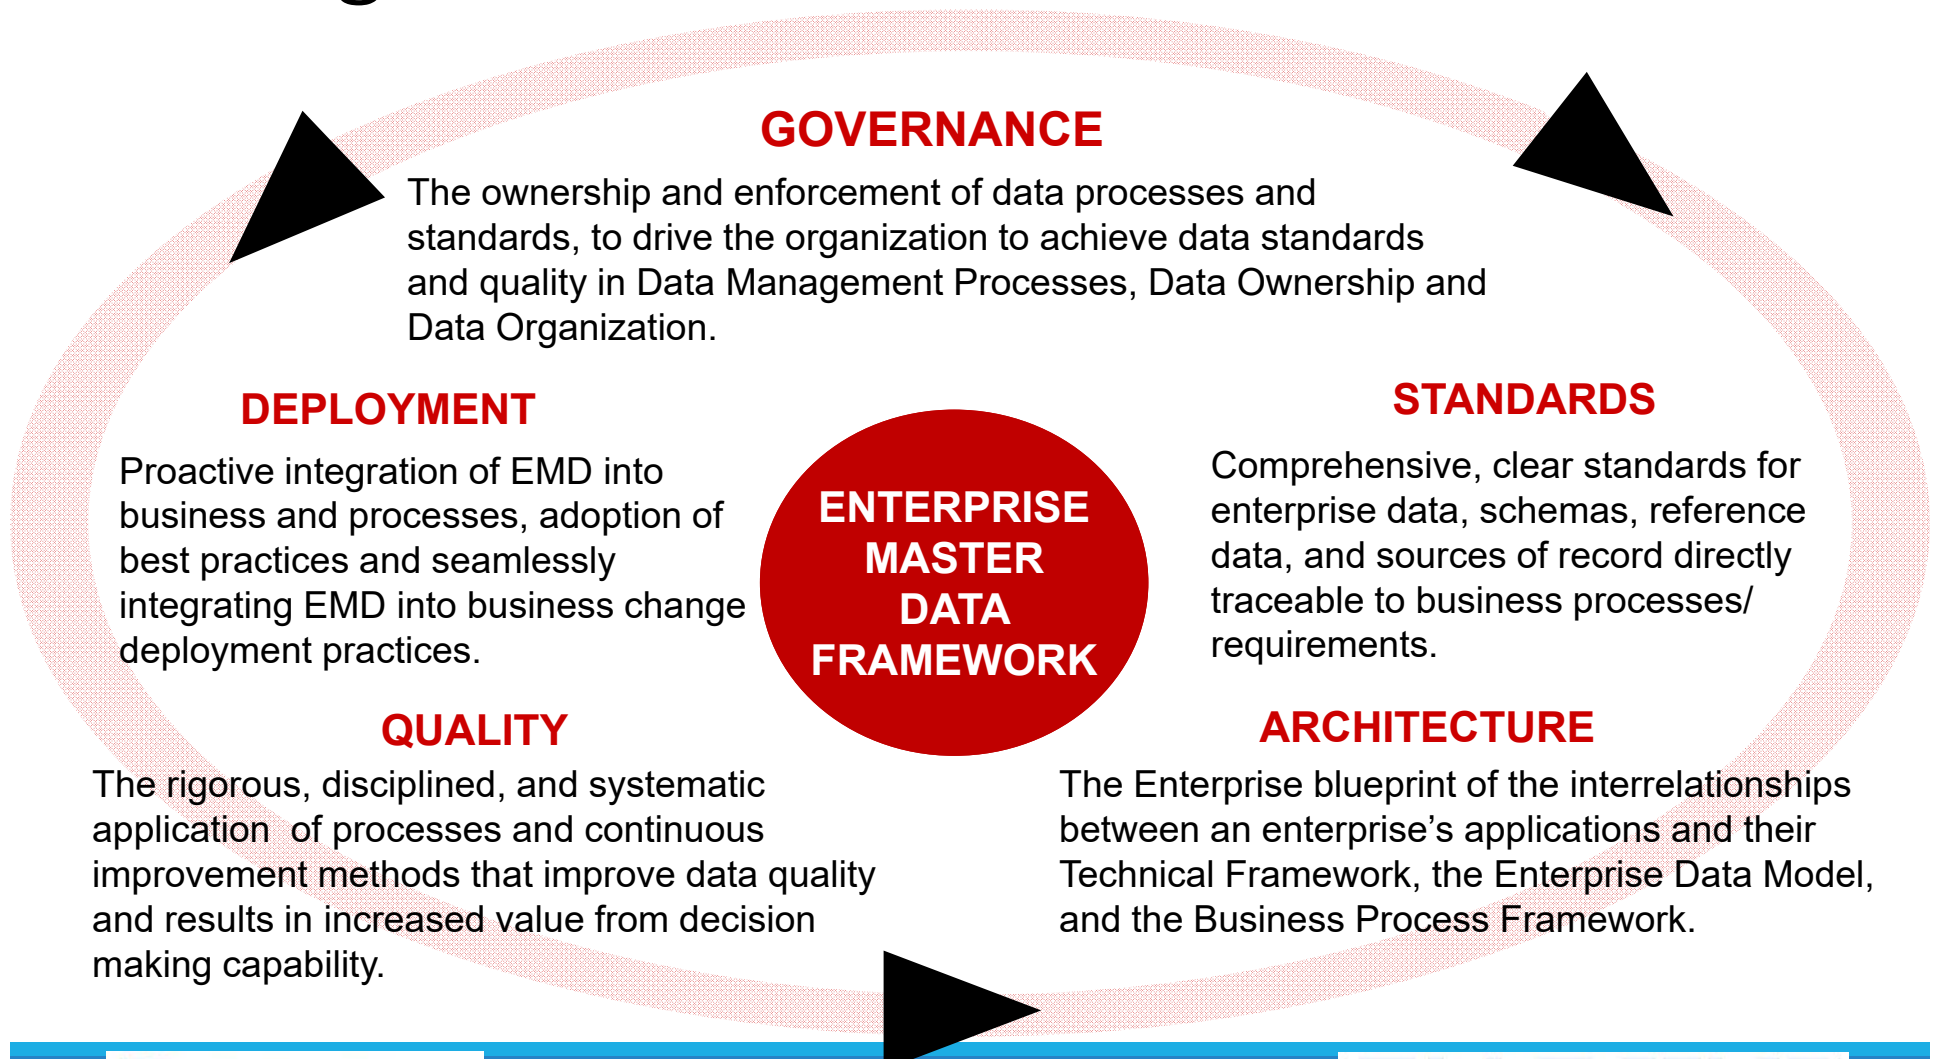 GOVERNANCE
The ownership and enforcement of data processes and
standards, to drive the organization to achieve data standards
and quality in Data Management Processes, Data Ownership and
Data Organization.
DEPLOYMENT
Proactive integration of EMD into
business and processes, adoption of
best practices and seamlessly
integrating EMD into business change
deployment practices.
ENTERPRISE
MASTER
DATA
FRAMEWORK
STANDARDS
Comprehensive, clear standards for
enterprise data, schemas, reference
data, and sources of record directly
traceable to business processes/
requirements.
QUALITY
The rigorous, disciplined, and systematic
application  of processes and continuous
improvement methods that improve data quality
and results in increased value from decision
making capability.
ARCHITECTURE
The Enterprise blueprint of the interrelationships
between an enterprise’s applications and their
Technical Framework, the Enterprise Data Model,
and the Business Process Framework.